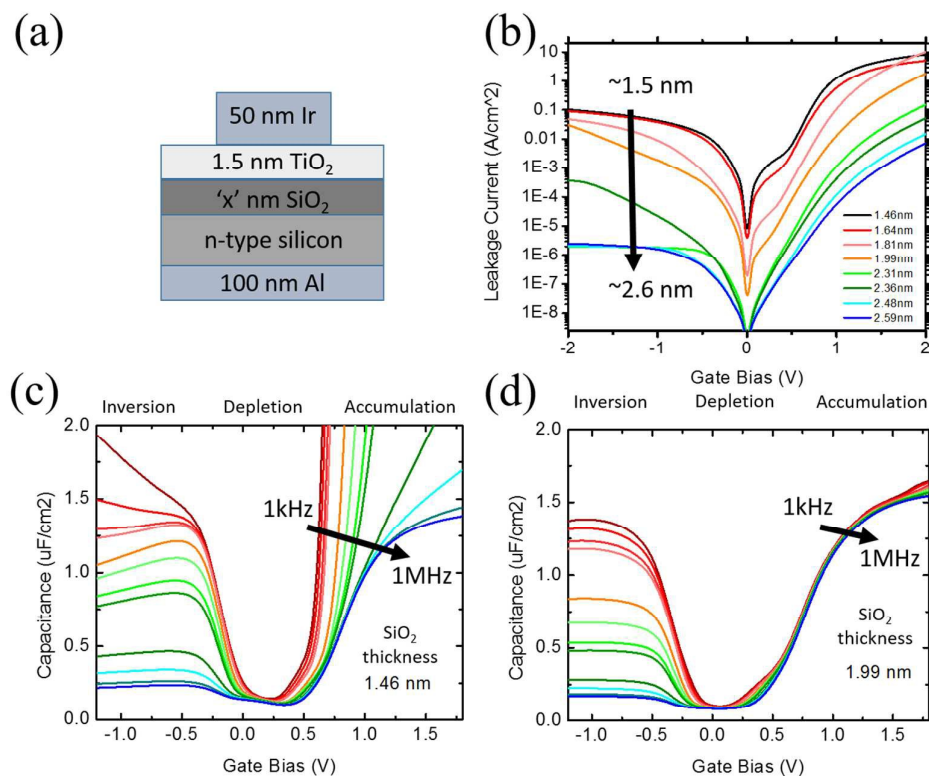 (a)
50 nm Ir
1.5 nm TiO₂
‘x’ nm SiO₂
n-type silicon
100 nm Al
(b)
Leakage Current (A/cm^2)
10
1
0.1
0.01
1E-3
1E-4
1E-5
1E-6
1E-7
1E-8
~1.5 nm
~2.6 nm
1.46nm
1.64nm
1.81nm
1.99nm
2.31nm
2.36nm
2.48nm
2.59nm
-2 -1 0 1 2
Gate Bias (V)
(c)
Inversion Depletion Accumulation
Capacitance (uF/cm2)
2.0
1.5
1.0
0.5
0.0
1kHz
1MHz
SiO₂
thickness
1.46 nm
-1.0 -0.5 0.0 0.5 1.0 1.5
Gate Bias (V)
(d)
Inversion Depletion Accumulation
Capacitance (uF/cm2)
2.0
1.5
1.0
0.5
0.0
1kHz
1MHz
SiO₂
thickness
1.99 nm
-1.0 -0.5 0.0 0.5 1.0 1.5
Gate Bias (V)